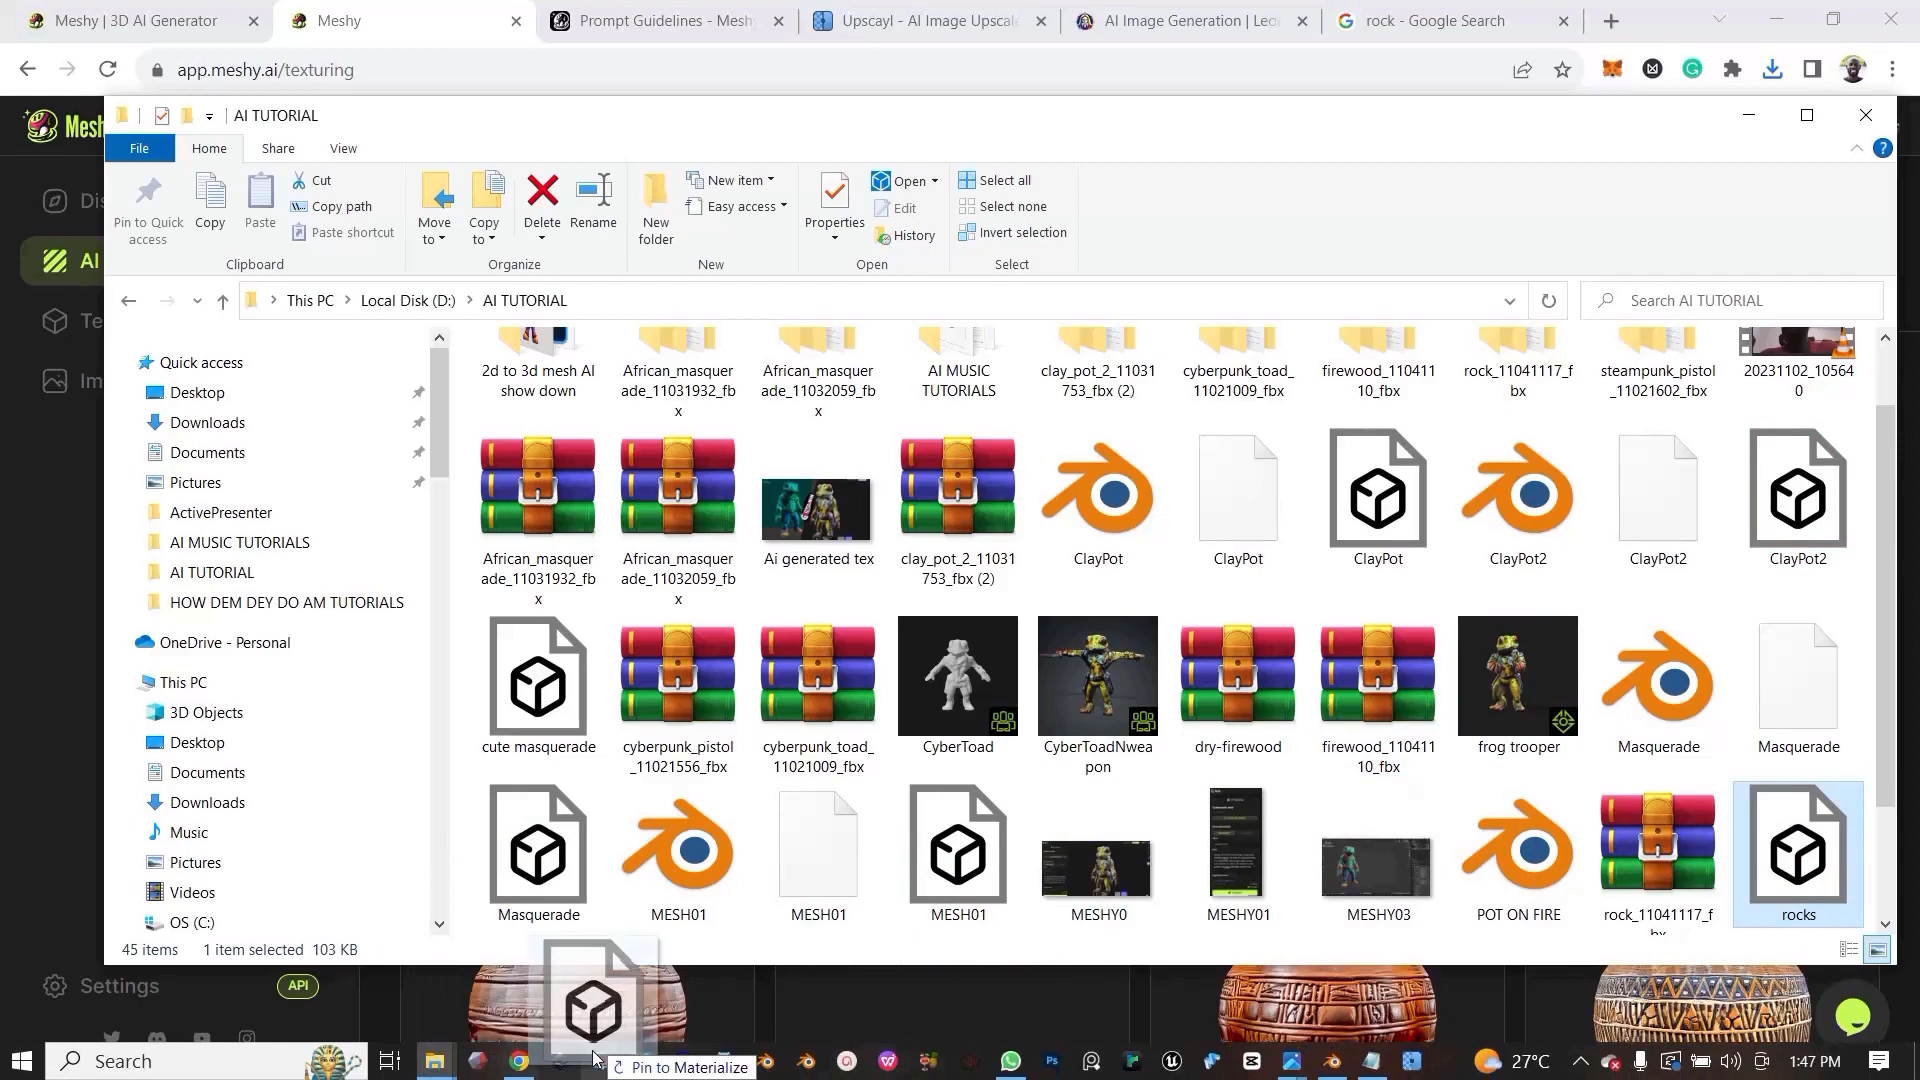 Meshy | 3D AI Generator
Meshy
Prompt Guidelines - Mesh
Upscayl - AI Image Upscale
AI Image Generation | Leo
rock - Google Search
app.meshy.ai/texturing
Mesh
AI TUTORIAL
File
Home
Share
View
Pin to Quick access
Copy
Paste
Cut
Copy path
Paste shortcut
Move to
Copy to
Delete
Rename
New folder
New item
Easy access
Properties
Open
Edit
History
Select all
Select none
Invert selection
Clipboard
Organize
New
Open
Select
This PC
Local Disk (D:)
AI TUTORIAL
Search AI TUTORIAL
Dis
AI
Te
Im
Quick access
Desktop
Downloads
Documents
Pictures
ActivePresenter
AI MUSIC TUTORIALS
AI TUTORIAL
HOW DEM DEY DO AM TUTORIALS
OneDrive - Personal
This PC
3D Objects
Desktop
Documents
Downloads
Music
Pictures
Videos
OS (C:)
2d to 3d mesh AI show down
African_masquerade_11031932_fbx
African_masquerade_11032059_fbx
AI MUSIC TUTORIALS
clay_pot_2_11031753_fbx (2)
cyberpunk_toad_11021009_fbx
firewood_11041110_fbx
rock_11041117_fbx
steampunk_pistol_11021602_fbx
20231102_105640
African_masquerade_11031932_fbx
African_masquerade_11032059_fbx
Ai generated tex
clay_pot_2_11031753_fbx (2)
ClayPot
ClayPot
ClayPot
ClayPot2
ClayPot2
ClayPot2
cute masquerade
cyberpunk_pistol_11021556_fbx
cyberpunk_toad_11021009_fbx
CyberToad
CyberToadNweapon
dry-firewood
firewood_11041110_fbx
frog trooper
Masquerade
Masquerade
Masquerade
MESH01
MESH01
MESH01
MESHY0
MESHY01
MESHY03
POT ON FIRE
rock_11041117_fbx
rocks
45 items
1 item selected 103 KB
Settings
API
Search
Pin to Materialize
27°C
1:47 PM